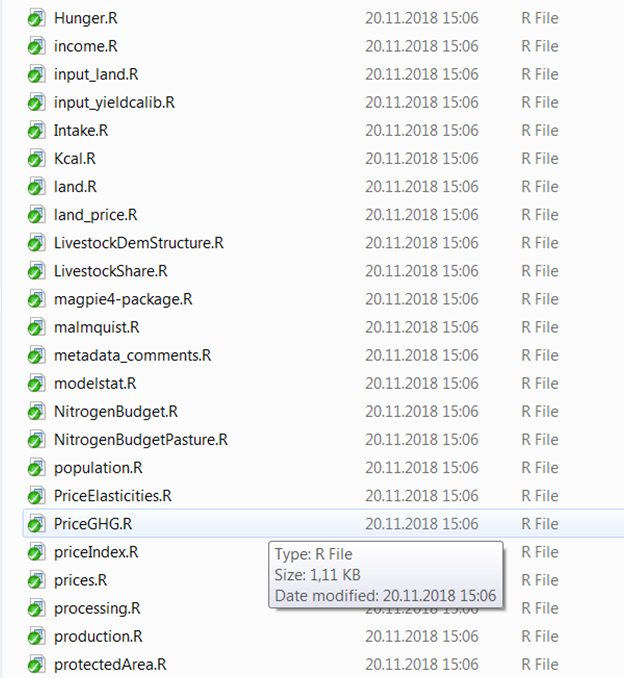 Hunger.R 20.11.2018 15:06 R File
income.R 20.11.2018 15:06 R File
input_land.R 20.11.2018 15:06 R File
input_yieldcalib.R 20.11.2018 15:06 R File
Intake.R 20.11.2018 15:06 R File
Kcal.R 20.11.2018 15:06 R File
land.R 20.11.2018 15:06 R File
land_price.R 20.11.2018 15:06 R File
LivestockDemStructure.R 20.11.2018 15:06 R File
LivestockShare.R 20.11.2018 15:06 R File
magpie4-package.R 20.11.2018 15:06 R File
malmquist.R 20.11.2018 15:06 R File
metadata_comments.R 20.11.2018 15:06 R File
modelstat.R 20.11.2018 15:06 R File
NitrogenBudget.R 20.11.2018 15:06 R File
NitrogenBudgetPasture.R 20.11.2018 15:06 R File
population.R 20.11.2018 15:06 R File
PriceElasticities.R 20.11.2018 15:06 R File
PriceGHG.R 20.11.2018 15:06 R File
priceIndex.R R File
Type: R File
prices.R R File
Size: 1,11 KB
Date modified: 20.11.2018 15:06
processing.R 20.11.2018 15:06 R File
production.R 20.11.2018 15:06 R File
protectedArea.R 20.11.2018 15:06 R File